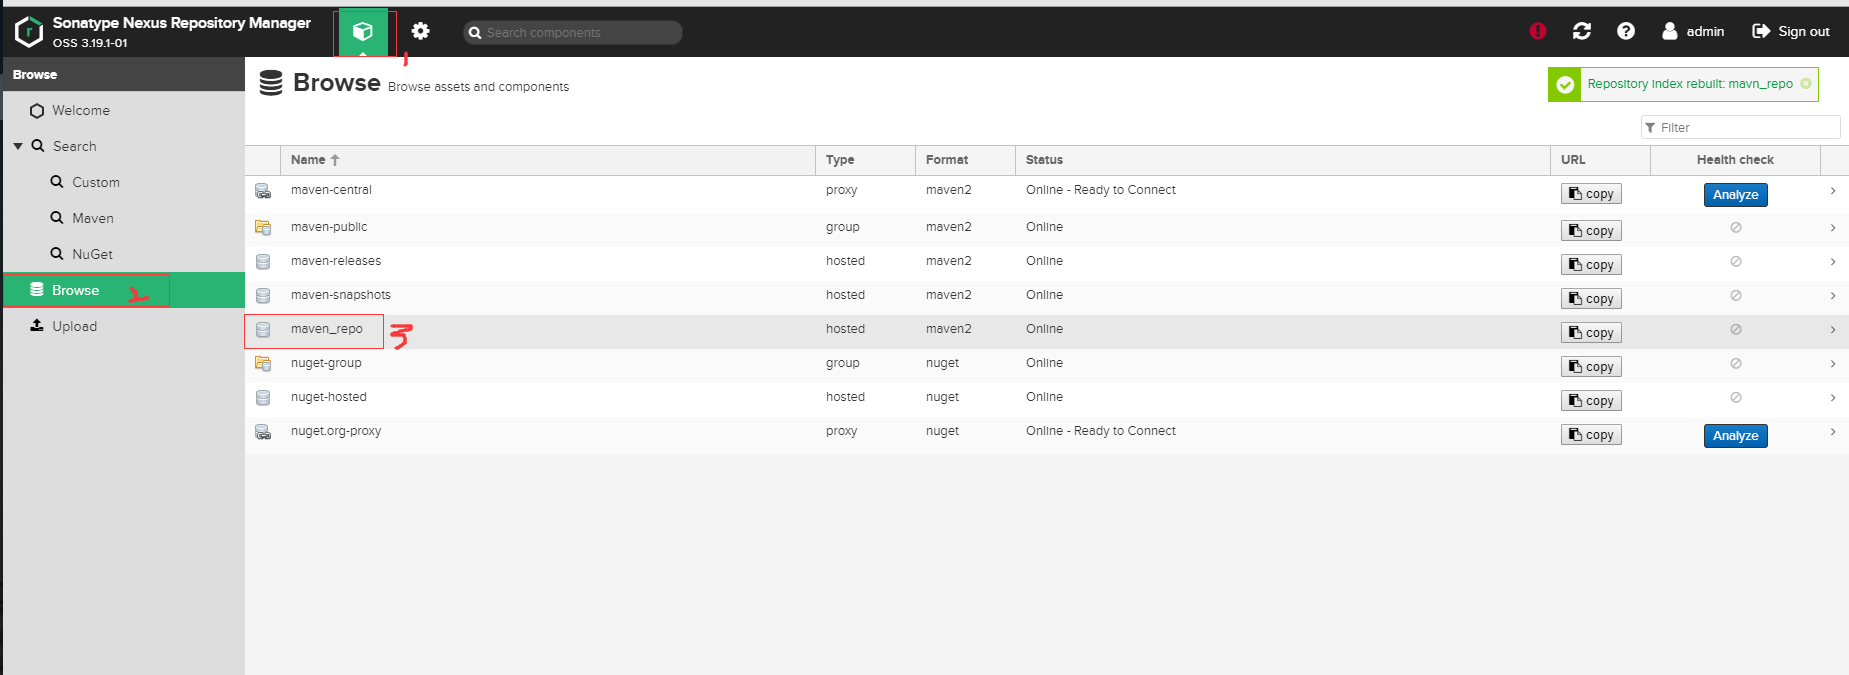 Sonatype Nexus Repository Manager
OSS 3.19.1-01
Search components
admin
Sign out
1
Browse
Welcome
Search
Custom
Maven
NuGet
Browse 2
Upload
Browse Browse assets and components
Repository index rebuilt: mavn_repo
Filter
Name Type Format Status URL Health check
maven-central proxy maven2 Online - Ready to Connect copy Analyze
maven-public group maven2 Online copy
maven-releases hosted maven2 Online copy
maven-snapshots hosted maven2 Online copy
maven_repo 3 hosted maven2 Online copy
nuget-group group nuget Online copy
nuget-hosted hosted nuget Online copy
nuget.org-proxy proxy nuget Online - Ready to Connect copy Analyze